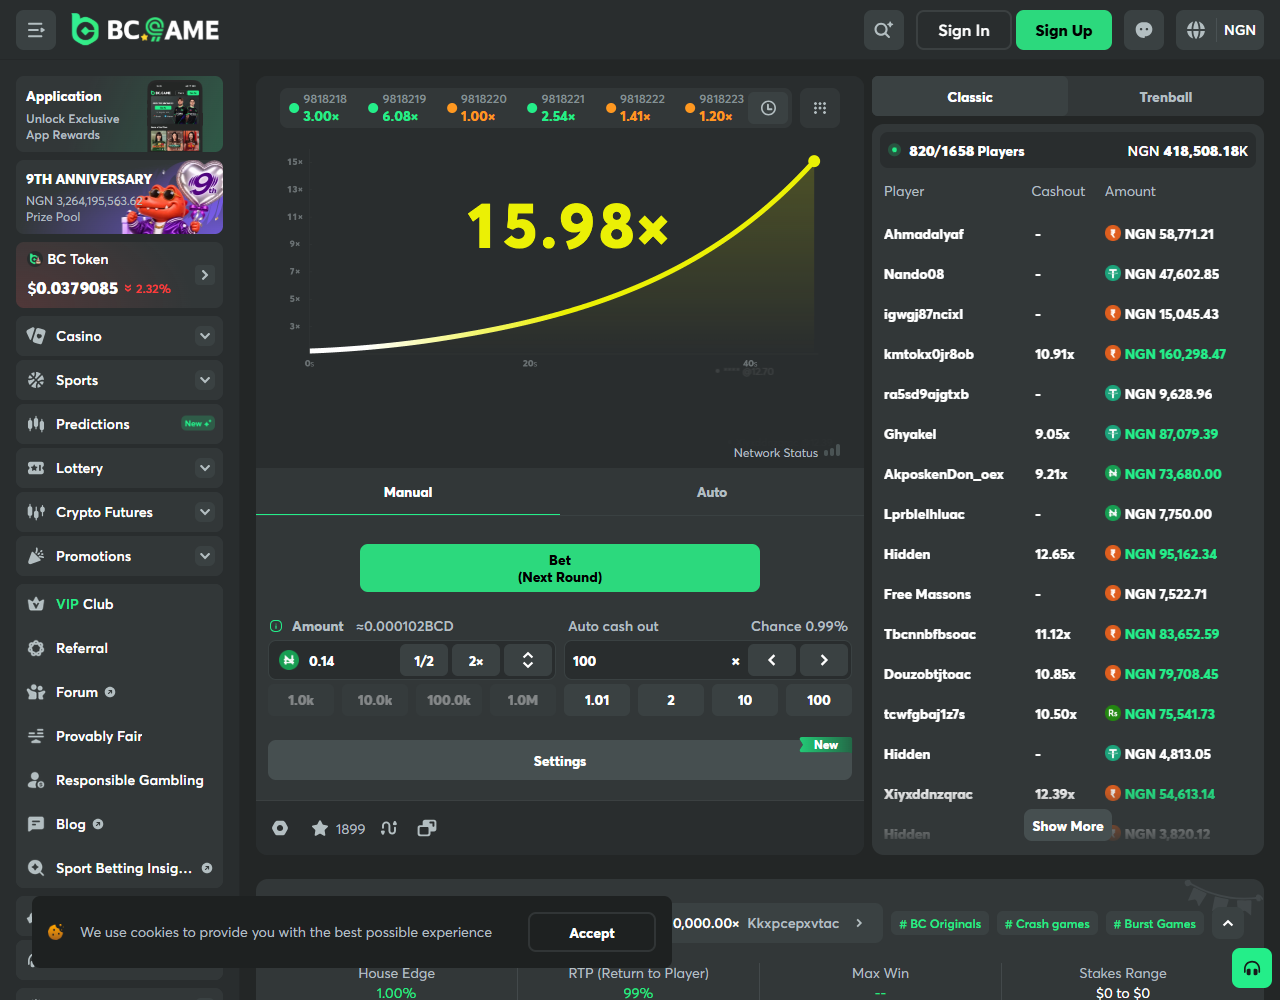 BC.GAME
Sign In
Sign Up
NGN
Application
Unlock Exclusive
App Rewards
9TH ANNIVERSARY
NGN 3,264,195,563.62
Prize Pool
9th
BC Token
$0.0379085 2.32%
Casino
Sports
Predictions New
Lottery
Crypto Futures
Promotions
VIP Club
Referral
Forum
Provably Fair
Responsible Gambling
Blog
Sport Betting Insig...
9818218 9818219 9818220 9818221 9818222 9818223
3.00× 6.08× 1.00× 2.54× 1.41× 1.20×
15×
13×
11×
9×
7×
5×
3×
15.98×
0s 20s 40s
**** @12.70
Network Status
Manual Auto
Bet
(Next Round)
Amount ≈0.000102BCD
Auto cash out Chance 0.99%
0.14 1/2 2×
100 ×
1.0k 10.0k 100.0k 1.0M
1.01 2 10 100
New
Settings
1899
Classic Trenball
820/1658 Players NGN 418,508.18K
Player Cashout Amount
Ahmadalyaf - NGN 58,771.21
Nando08 - NGN 47,602.85
igwgj87ncixl - NGN 15,045.43
kmtokx0jr8ob 10.91x NGN 160,298.47
ra5sd9ajgtxb - NGN 9,628.96
Ghyakel 9.05x NGN 87,079.39
AkposkenDon_oex 9.21x NGN 73,680.00
Lprblelhluac - NGN 7,750.00
Hidden 12.65x NGN 95,162.34
Free Massons - NGN 7,522.71
Tbcnnbfbsoac 11.12x NGN 83,652.59
Douzobtjtoac 10.85x NGN 79,708.45
tcwfgbaj1z7s 10.50x Rs NGN 75,541.73
Hidden - NGN 4,813.05
Xiyxddnzqrac 12.39x NGN 54,613.14
Hidden NGN 3,820.12
Show More
We use cookies to provide you with the best possible experience
Accept
0,000.00× Kkxpcepxvtac
# BC Originals # Crash games # Burst Games
House Edge RTP (Return to Player) Max Win Stakes Range
1.00% 99% -- $0 to $0